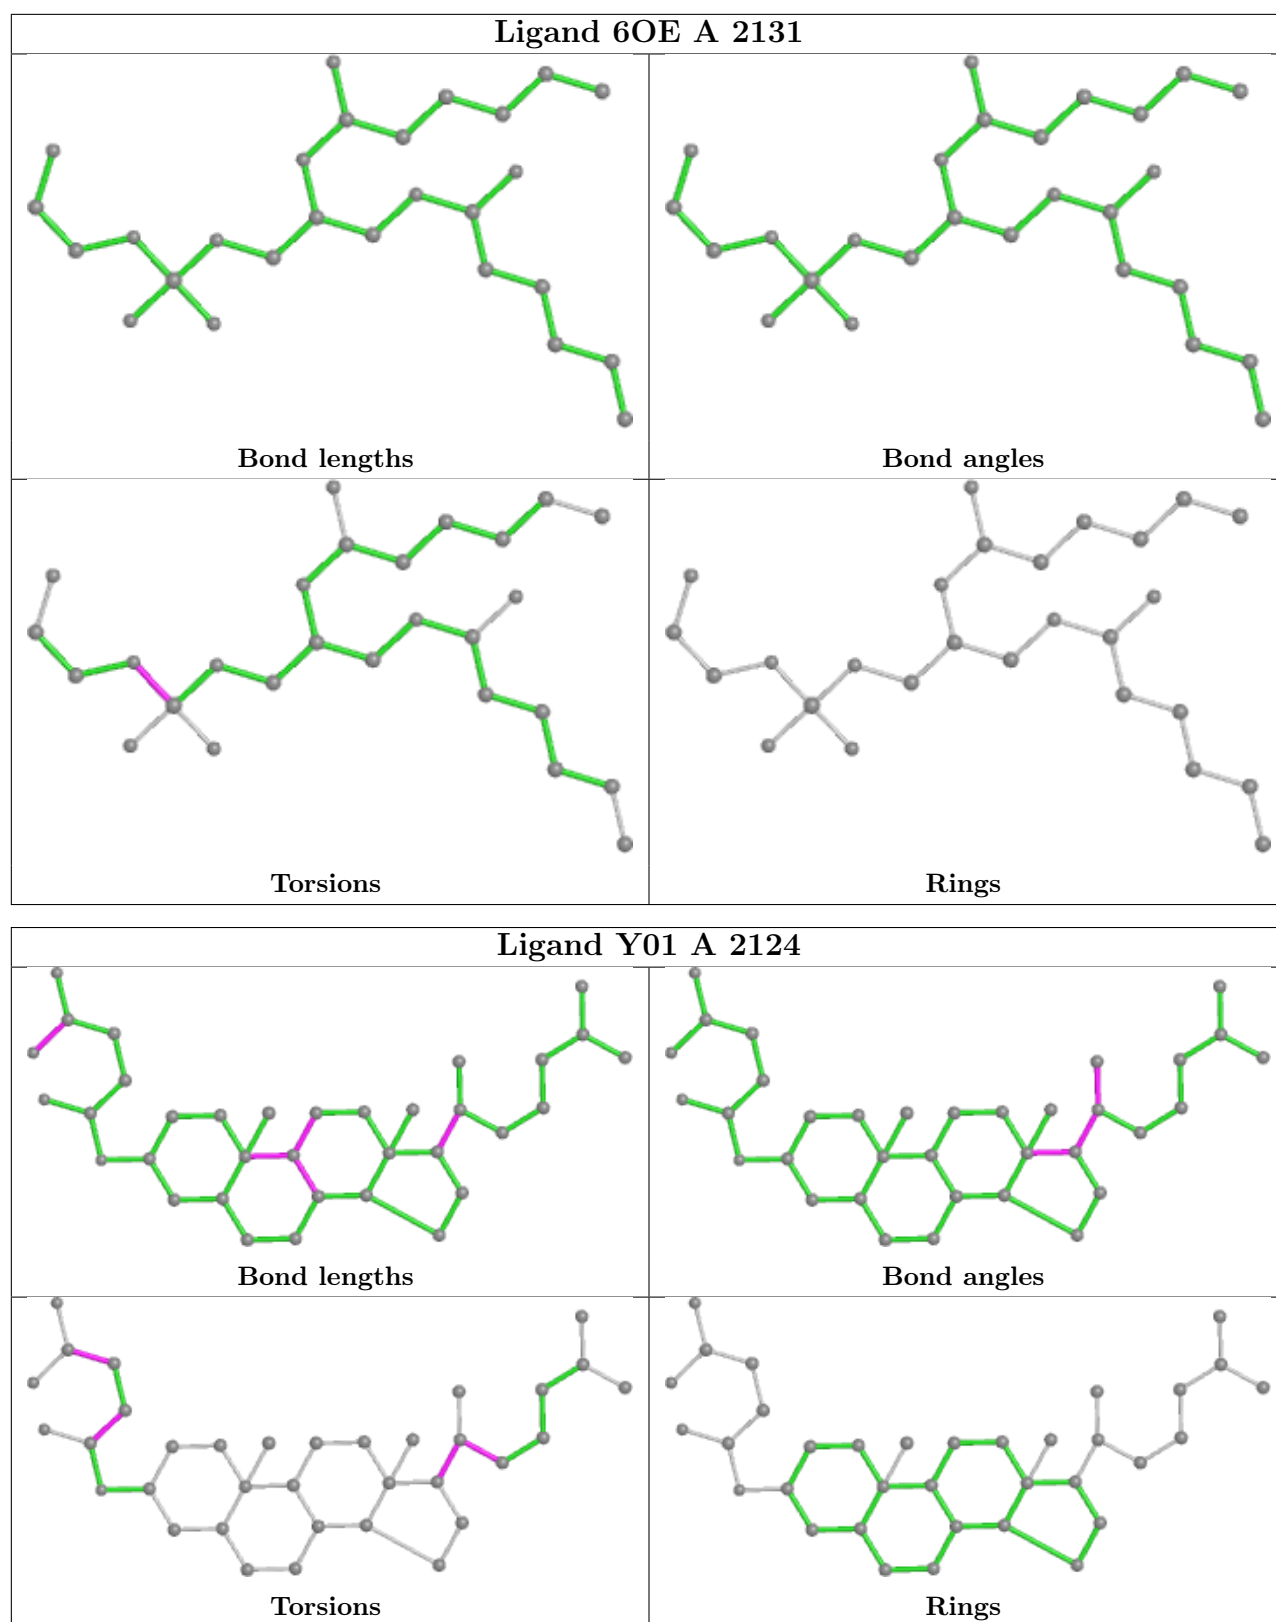 Ligand 6OE A 2131
Bond lengths
Bond angles
Torsions
Rings
Ligand Y01 A 2124
Bond lengths
Bond angles
Torsions
Rings